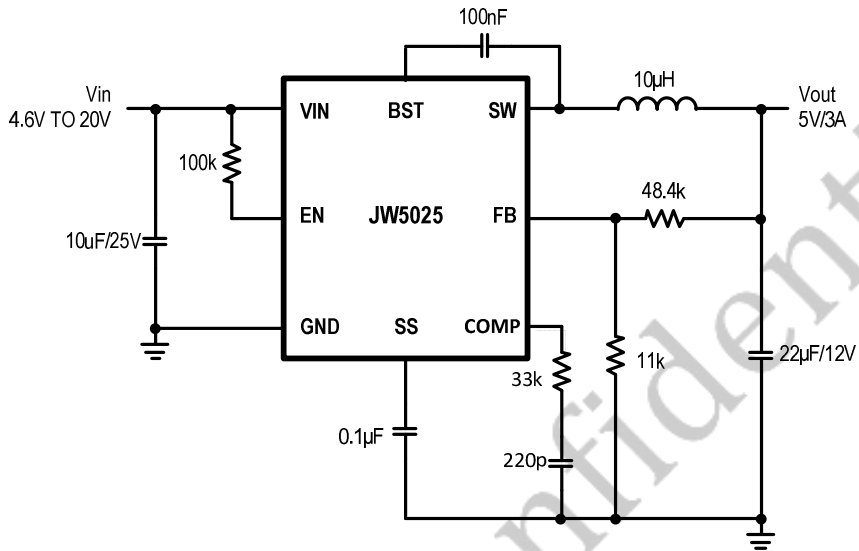 100nF
Vin
4.6V TO 20V
VIN
BST
SW
10µH
Vout
5V/3A
100k
48.4k
EN
JW5025
FB
10uF/25V
GND
SS
COMP
33k
11k
22µF/12V
0.1µF
220p
nfident